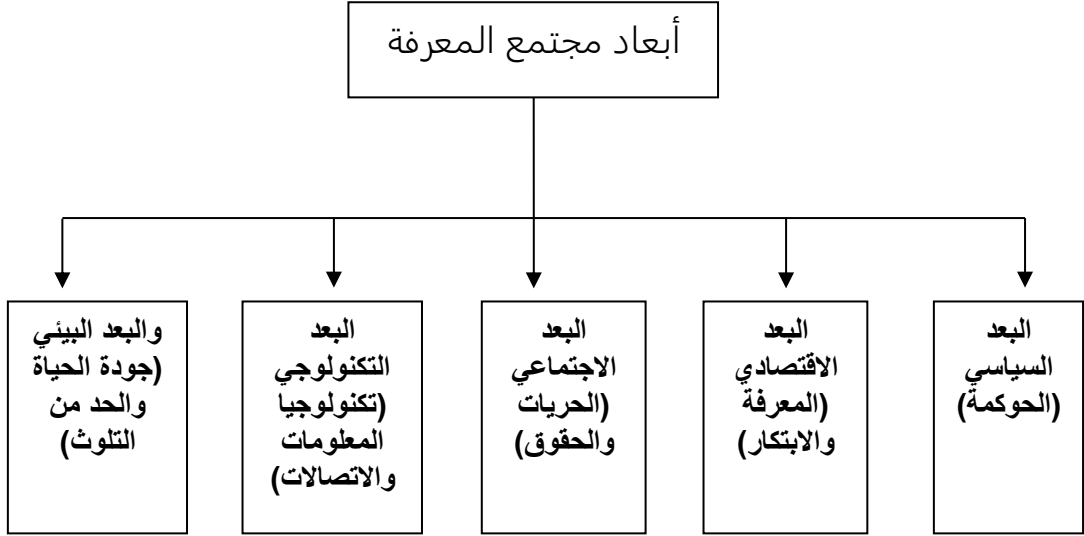 أبعاد مجتمع المعرفة
البعد
السياسي
(الحوكمة)
البعد
الاقتصادي
(المعرفة
والابتكار)
البعد
الاجتماعي
(الحريات
والحقوق)
البعد
التكنولوجي
(تكنولوجيا
المعلومات
والاتصالات)
والبعد البيئي
(جودة الحياة
والحد من
التلوث)